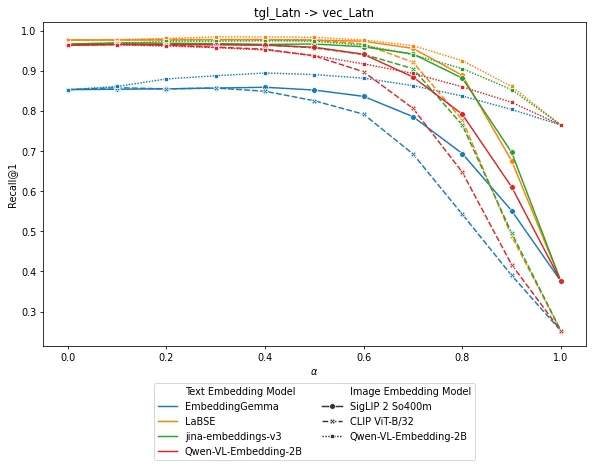 tgl_Latn -> vec_Latn
1.0
0.9
0.8
0.7
0.6
0.5
0.4
0.3
Recall@1
0.0 0.2 0.4 0.6 0.8 1.0
α
Text Embedding Model Image Embedding Model
EmbeddingGemma SigLIP 2 So400m
LaBSE CLIP ViT-B/32
jina-embeddings-v3 Qwen-VL-Embedding-2B
Qwen-VL-Embedding-2B